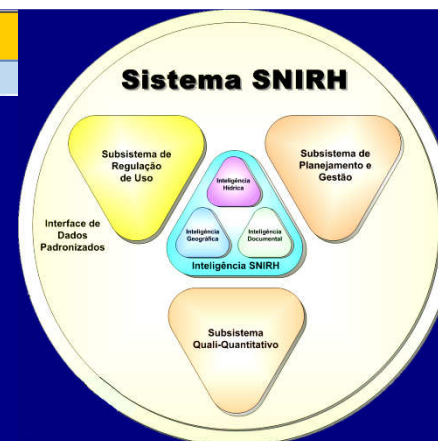 Sistema SNIRH
Subsistema de
Regulação
de Uso
Subsistema de
Planejamento e
Gestão
Inteligência
Hídrica
Interface de
Dados
Padronizados
Inteligência
Geográfica
Inteligência
Documental
Inteligência SNIRH
Subsistema
Quali-Quantitativo